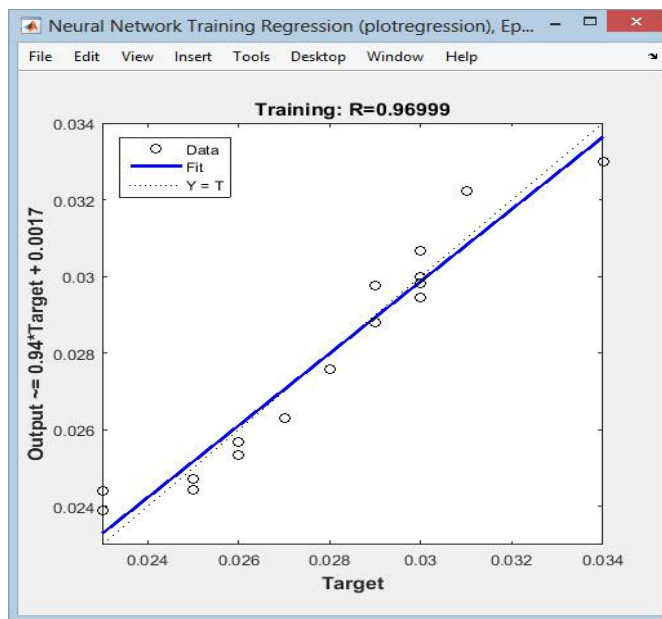 Neural Network Training Regression (plotregression), Ep...
File Edit View Insert Tools Desktop Window Help
Training: R=0.96999
Data
Fit
Y = T
0.034
0.032
0.03
0.028
0.026
0.024
Output ~= 0.94*Target + 0.0017
0.024 0.026 0.028 0.03 0.032 0.034
Target